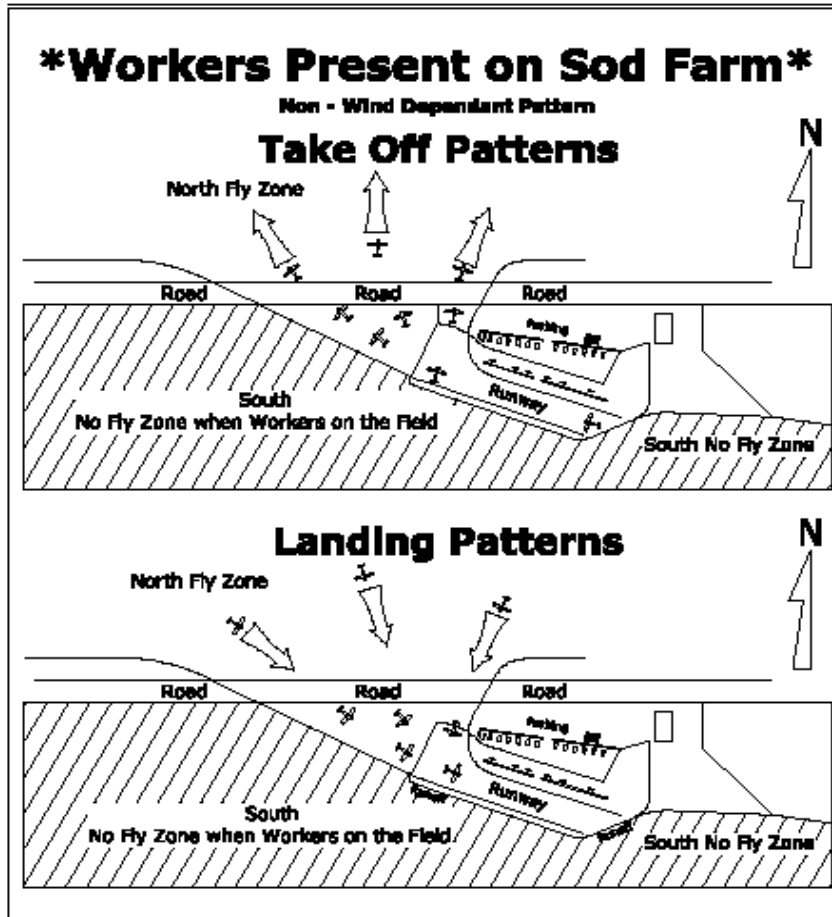 *Workers Present on Sod Farm*
Non - Wind Dependant Pattern
Take Off Patterns
N
North Fly Zone
Road Road Road
Parking
Runway
South
No Fly Zone when Workers on the Field
South No Fly Zone
Landing Patterns
N
North Fly Zone
Road Road Road
Parking
Runway
South
No Fly Zone when Workers on the Field
South No Fly Zone